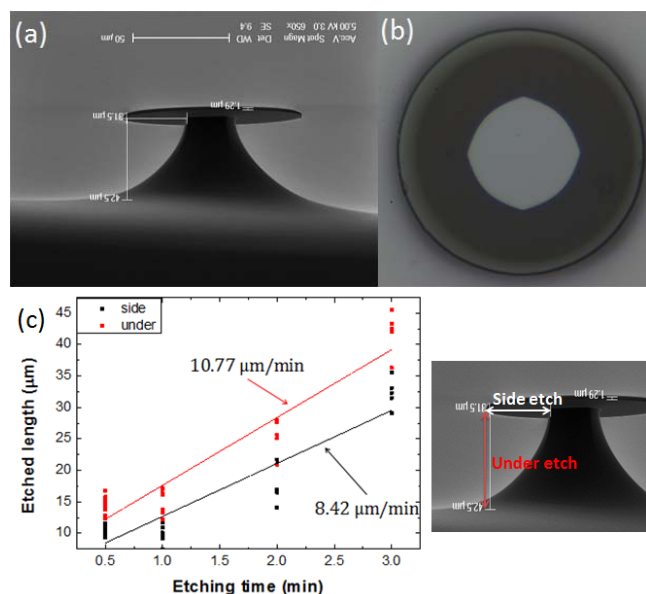 (a)
Acc.V Spot Magn Det WD
5.00 kV 3.0 650x SE 9.4
50 µm
1.29 µm
31.5 µm
42.5 µm
(b)
(c)
side
under
10.77 µm/min
8.42 µm/min
Etched length (µm)
45
40
35
30
25
20
15
10
0.5
1.0
1.5
2.0
2.5
3.0
Etching time (min)
1.29 µm
Side etch
31.5 µm
Under etch
42.5